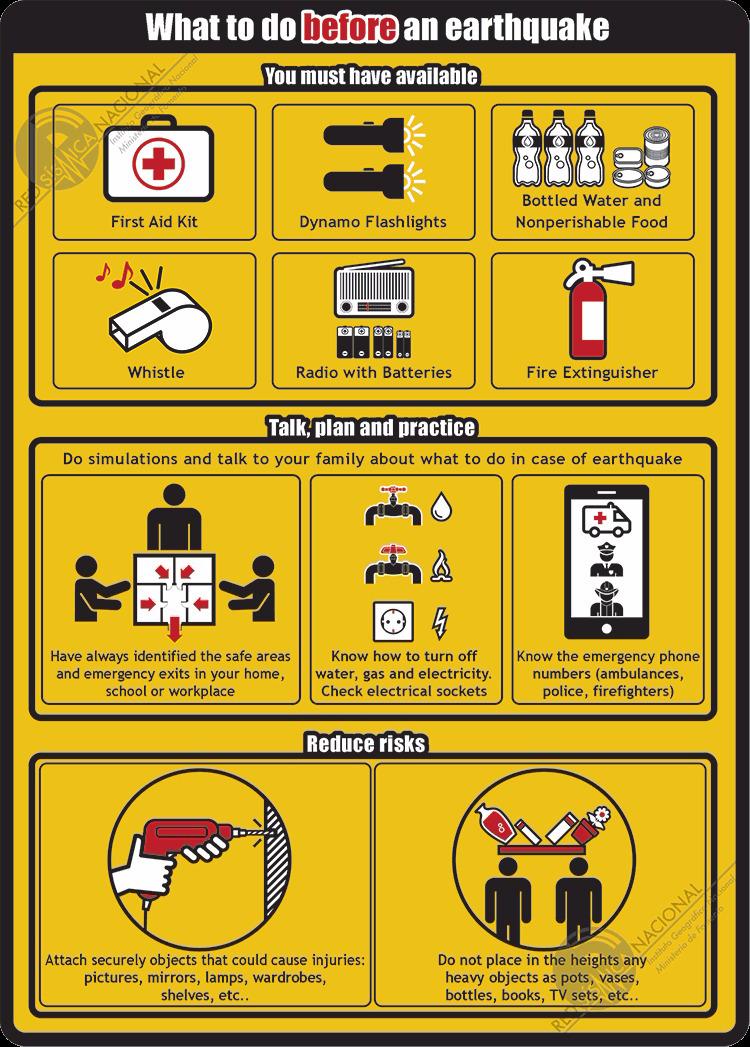 What to do before an earthquake
You must have available
RED SÍSMICA NACIONAL
Instituto Geográfico Nacional
Ministerio de Fomento
First Aid Kit
Dynamo Flashlights
Bottled Water and
Nonperishable Food
Whistle
Radio with Batteries
Fire Extinguisher
Talk, plan and practice
Do simulations and talk to your family about what to do in case of earthquake
Have always identified the safe areas
and emergency exits in your home,
school or workplace
Know how to turn off
water, gas and electricity.
Check electrical sockets
Know the emergency phone
numbers (ambulances,
police, firefighters)
Reduce risks
Attach securely objects that could cause injuries:
pictures, mirrors, lamps, wardrobes,
shelves, etc..
Do not place in the heights any
heavy objects as pots, vases,
bottles, books, TV sets, etc..
RED SÍSMICA NACIONAL
Instituto Geográfico Nacional
Ministerio de Fomento